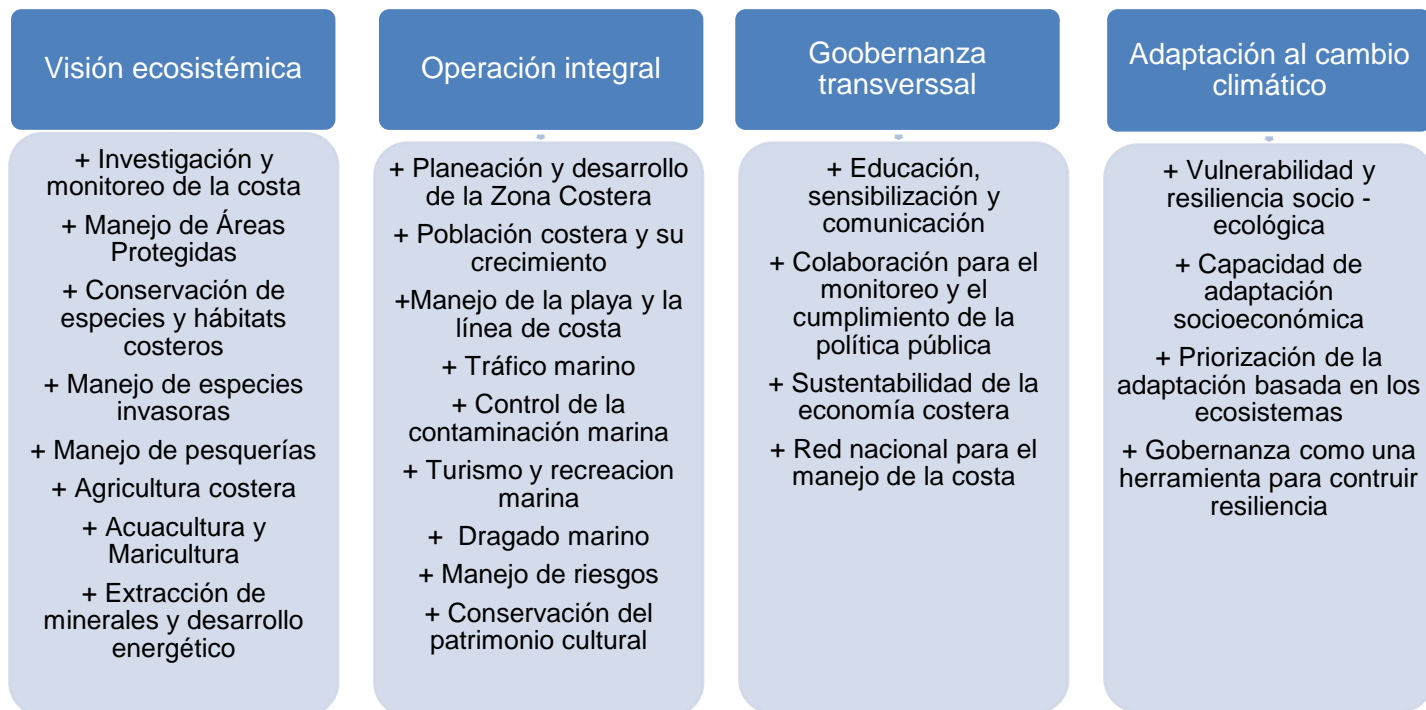 Visión ecosistémica
+ Investigación y
monitoreo de la costa
+ Manejo de Áreas
Protegidas
+ Conservación de
especies y hábitats
costeros
+ Manejo de especies
invasoras
+ Manejo de pesquerías
+ Agricultura costera
+ Acuacultura y
Maricultura
+ Extracción de
minerales y desarrollo
energético
Operación integral
+ Planeación y desarrollo
de la Zona Costera
+ Población costera y su
crecimiento
+Manejo de la playa y la
línea de costa
+ Tráfico marino
+ Control de la
contaminación marina
+ Turismo y recreacion
marina
+ Dragado marino
+ Manejo de riesgos
+ Conservación del
patrimonio cultural
Goobernanza
transverssal
+ Educación,
sensibilización y
comunicación
+ Colaboración para el
monitoreo y el
cumplimiento de la
política pública
+ Sustentabilidad de la
economía costera
+ Red nacional para el
manejo de la costa
Adaptación al cambio
climático
+ Vulnerabilidad y
resiliencia socio -
ecológica
+ Capacidad de
adaptación
socioeconómica
+ Priorización de la
adaptación basada en los
ecosistemas
+ Gobernanza como una
herramienta para contruir
resiliencia